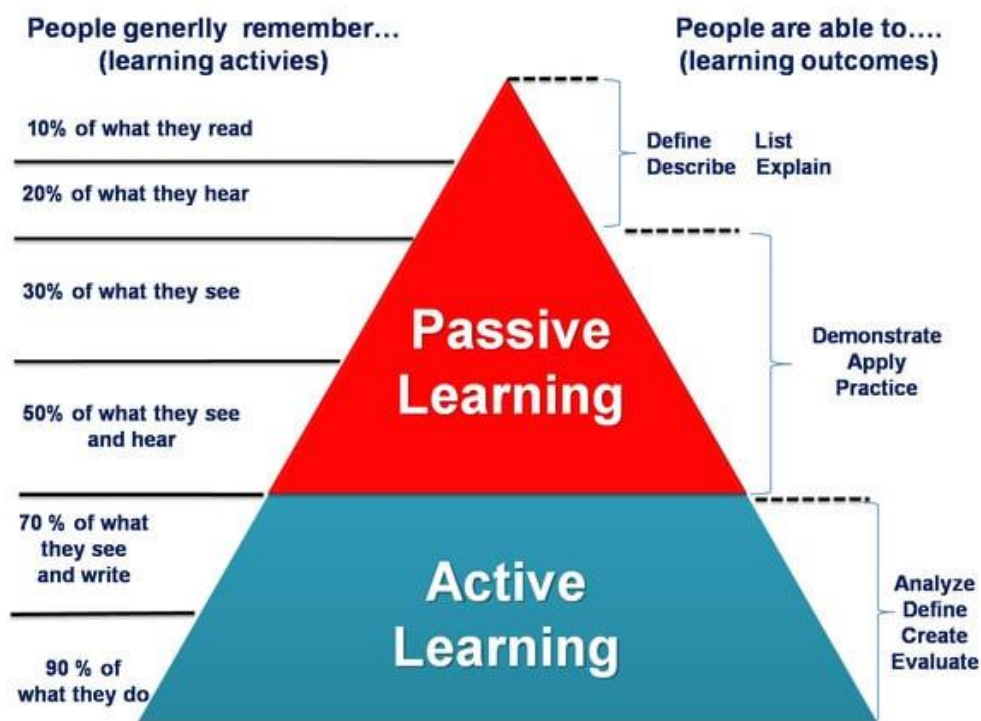 People generlly remember...
(learning activies)
10% of what they read
20% of what they hear
30% of what they see
50% of what they see
and hear
70 % of what
they see
and write
90 % of
what they do
Passive
Learning
Active
Learning
People are able to....
(learning outcomes)
Define List
Describe Explain
Demonstrate
Apply
Practice
Analyze
Define
Create
Evaluate